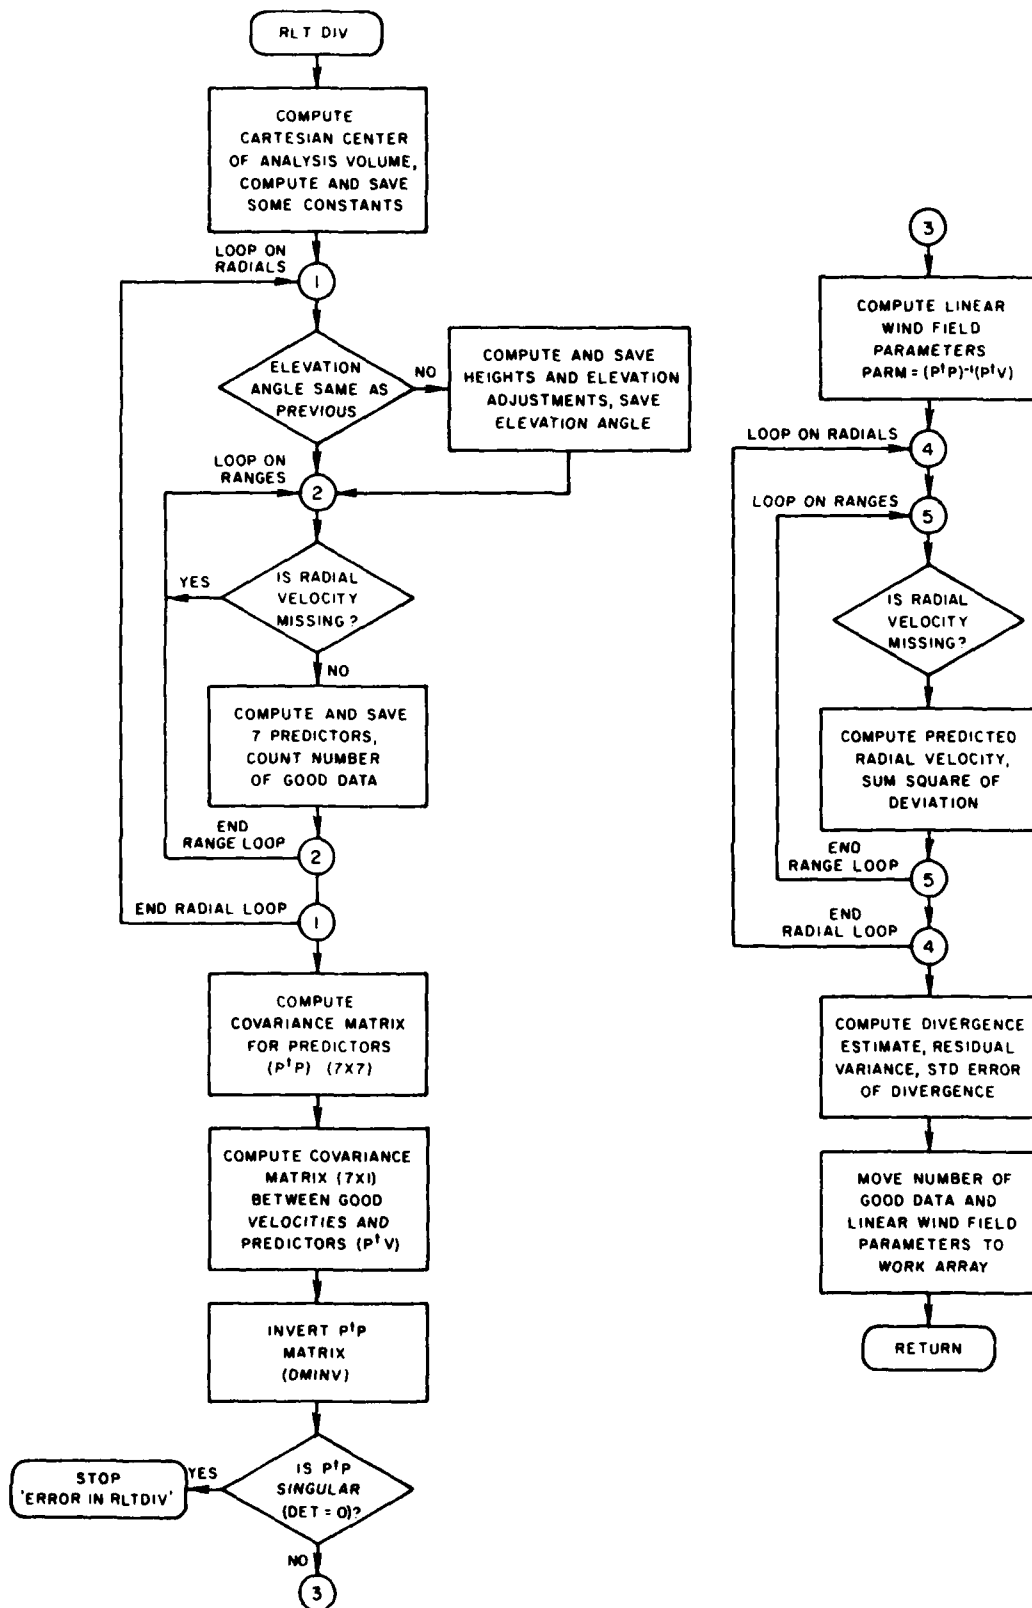 RLT DIV
COMPUTE
CARTESIAN CENTER
OF ANALYSIS VOLUME,
COMPUTE AND SAVE
SOME CONSTANTS
LOOP ON
RADIALS
1
ELEVATION
ANGLE SAME AS
PREVIOUS
NO
COMPUTE AND SAVE
HEIGHTS AND ELEVATION
ADJUSTMENTS, SAVE
ELEVATION ANGLE
LOOP ON
RANGES
2
YES
IS RADIAL
VELOCITY
MISSING?
NO
COMPUTE AND SAVE
7 PREDICTORS,
COUNT NUMBER
OF GOOD DATA
END
RANGE LOOP
2
END RADIAL LOOP
1
COMPUTE
COVARIANCE MATRIX
FOR PREDICTORS
(P†P) (7X7)
COMPUTE COVARIANCE
MATRIX (7X1)
BETWEEN GOOD
VELOCITIES AND
PREDICTORS (P†V)
INVERT P†P
MATRIX
(DMINV)
IS P†P
SINGULAR
(DET = 0)?
YES
STOP
'ERROR IN RLTDIV'
NO
3
3
COMPUTE LINEAR
WIND FIELD
PARAMETERS
PARM = (P†P)⁻¹(P†V)
LOOP ON RADIALS
4
LOOP ON RANGES
5
IS RADIAL
VELOCITY
MISSING?
COMPUTE PREDICTED
RADIAL VELOCITY,
SUM SQUARE OF
DEVIATION
END
RANGE LOOP
5
END
RADIAL LOOP
4
COMPUTE DIVERGENCE
ESTIMATE, RESIDUAL
VARIANCE, STD ERROR
OF DIVERGENCE
MOVE NUMBER OF
GOOD DATA AND
LINEAR WIND FIELD
PARAMETERS TO
WORK ARRAY
RETURN